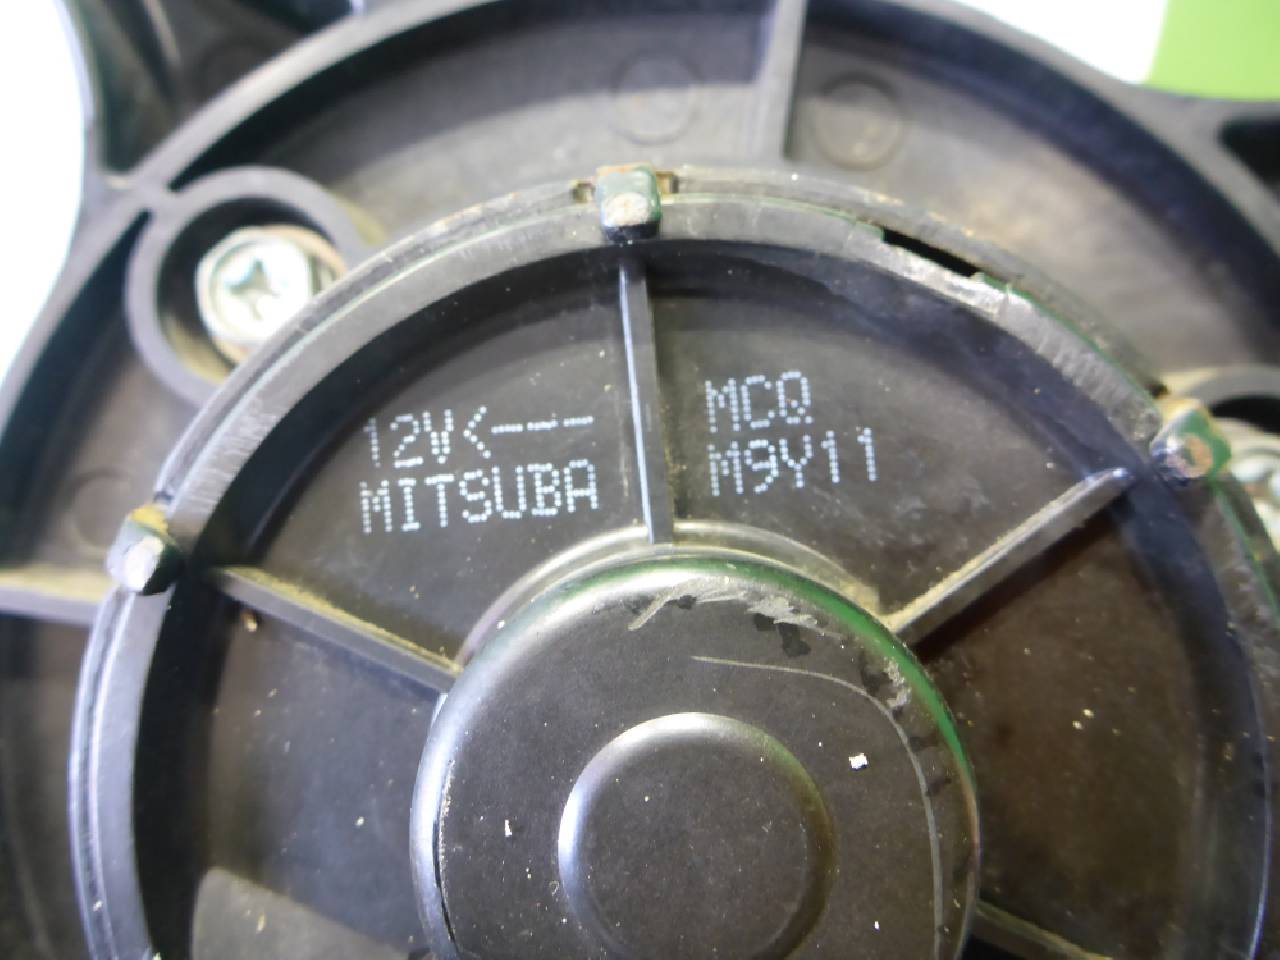 12V<---
MITSUBA
MCQ
M9Y11